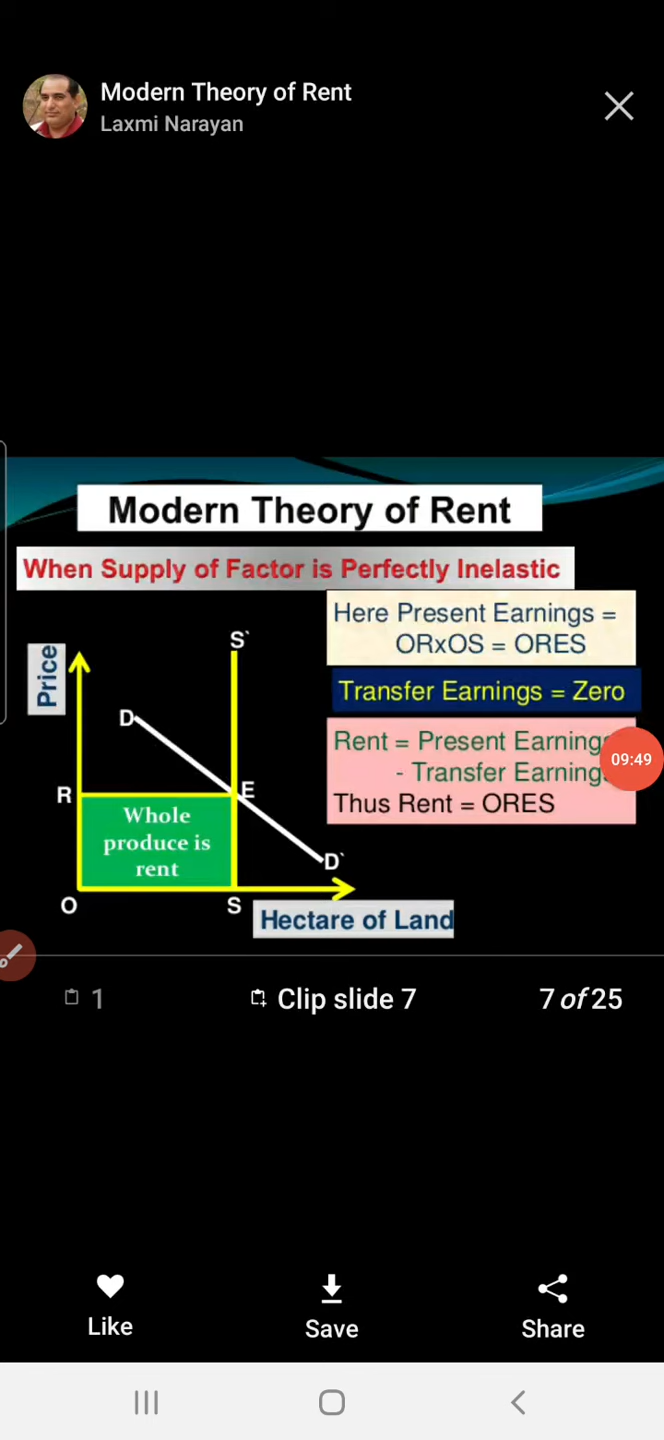 Modern Theory of Rent
Laxmi Narayan
Modern Theory of Rent
When Supply of Factor is Perfectly Inelastic
Here Present Earnings =
ORxOS = ORES
Transfer Earnings = Zero
Rent = Present Earning
- Transfer Earning
Thus Rent = ORES
09:49
Price
S`
D
R
E
Whole
produce is
rent
D`
O
S
Hectare of Land
1
Clip slide 7
7 of 25
Like
Save
Share